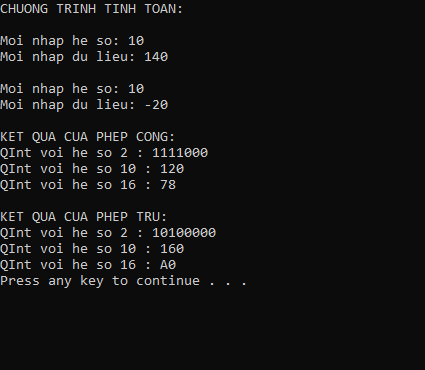 CHUONG TRINH TINH TOAN:
Moi nhap he so: 10
Moi nhap du lieu: 140
Moi nhap he so: 10
Moi nhap du lieu: -20
KET QUA CUA PHEP CONG:
QInt voi he so 2 : 1111000
QInt voi he so 10 : 120
QInt voi he so 16 : 78
KET QUA CUA PHEP TRU:
QInt voi he so 2 : 10100000
QInt voi he so 10 : 160
QInt voi he so 16 : A0
Press any key to continue . . .